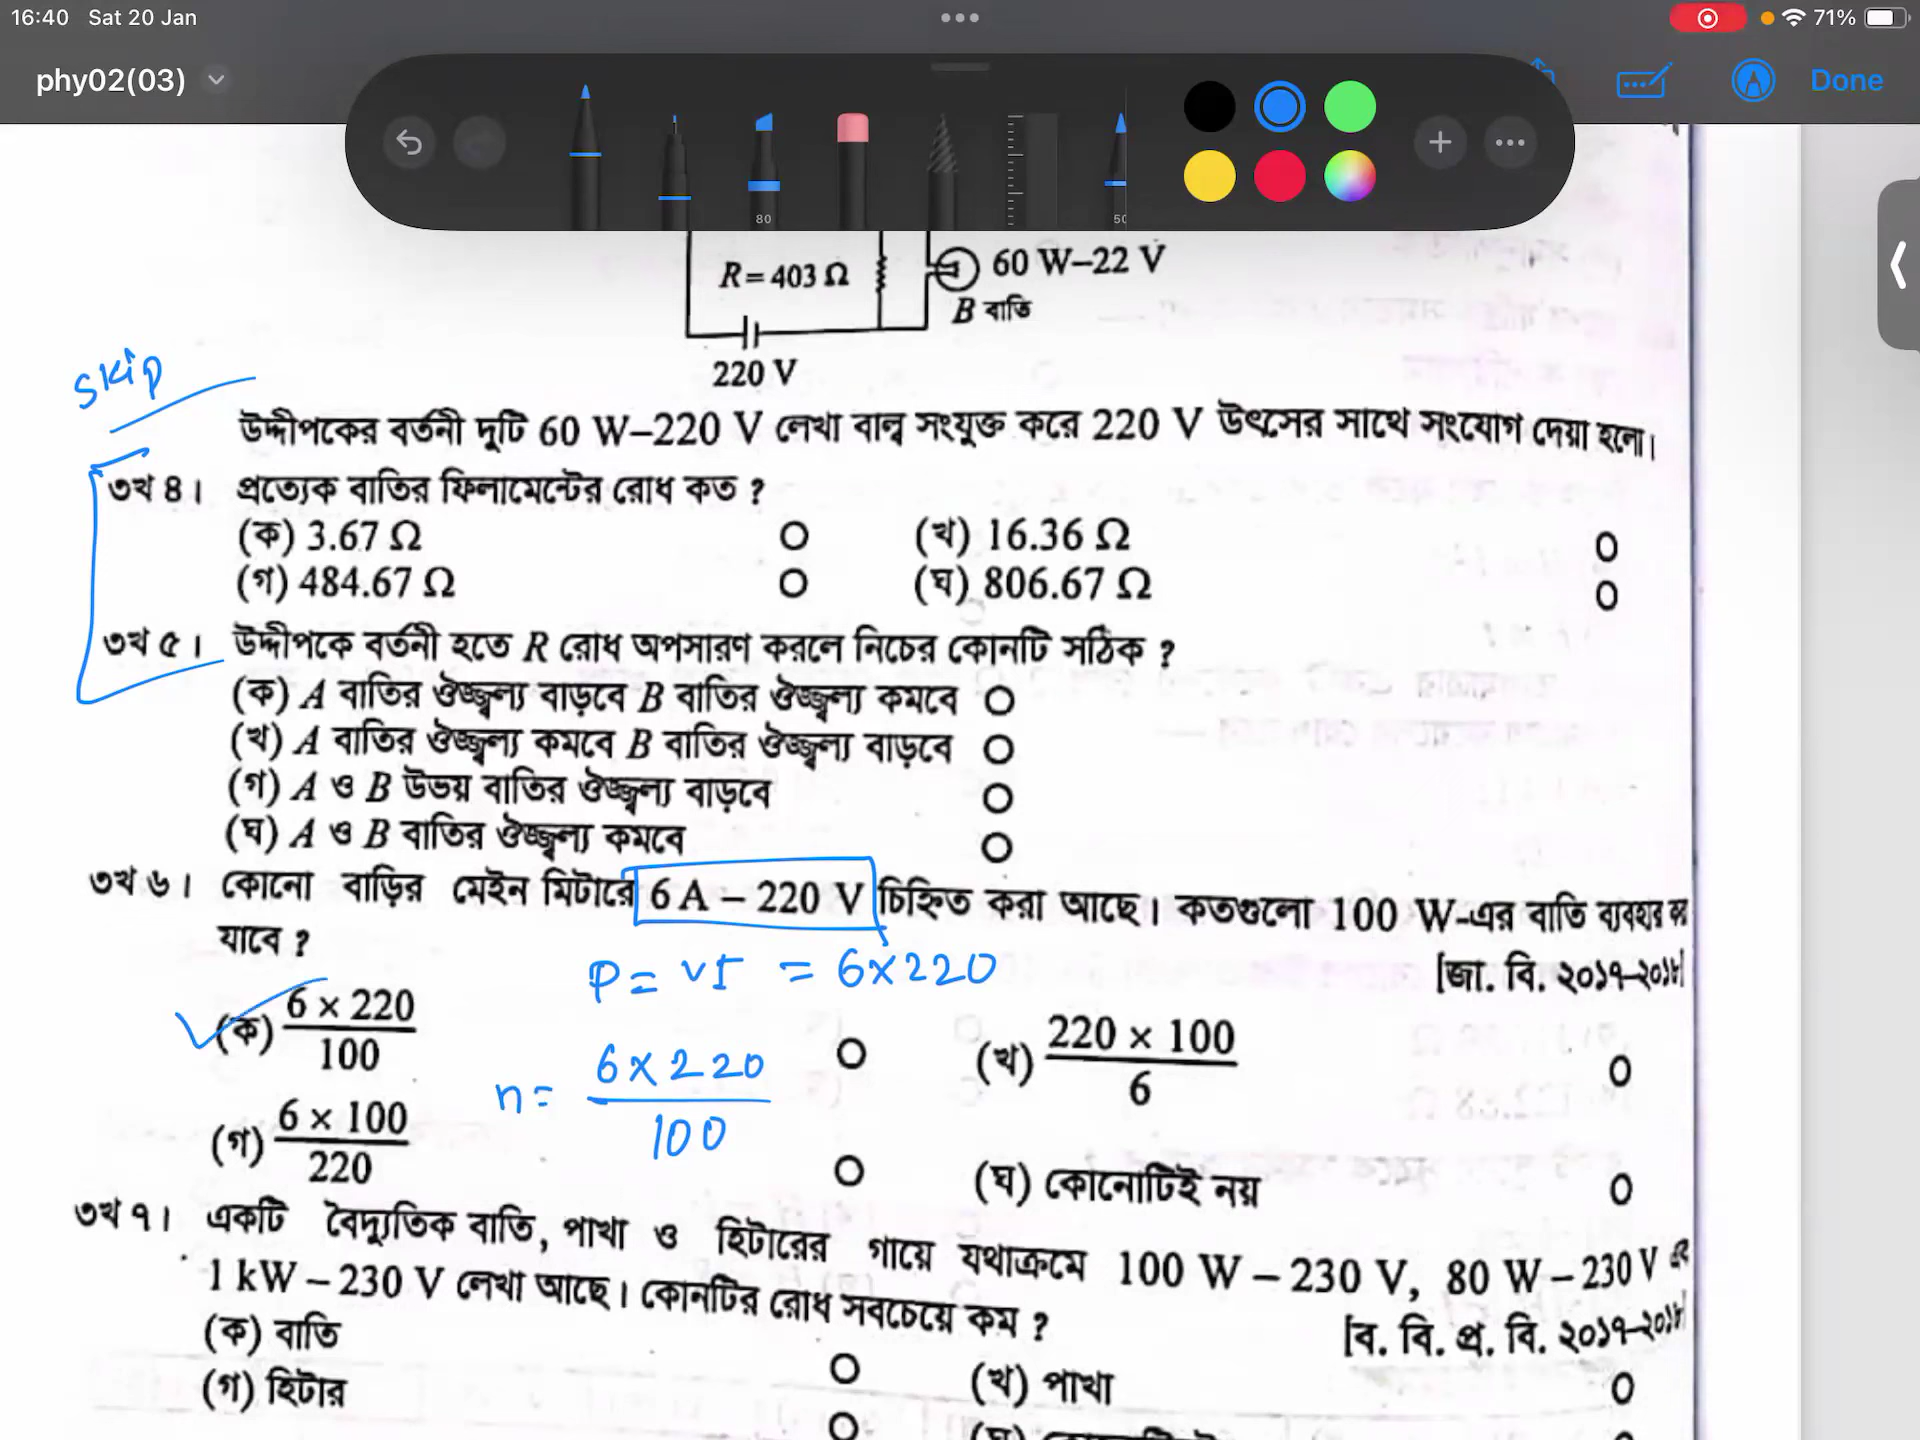 16:40 Sat 20 Jan
71%
phy02(03)
Done
80
50
R = 403 Ω
60 W–22 V
B বাতি
220 V
skip
উদ্দীপকের বর্তনী দুটি 60 W–220 V লেখা বাল্ব সংযুক্ত করে 220 V উৎসের সাথে সংযোগ দেয়া হলো।
৩খ ৪। প্রত্যেক বাতির ফিলামেন্টের রোধ কত ?
(ক) 3.67 Ω (খ) 16.36 Ω
(গ) 484.67 Ω (ঘ) 806.67 Ω
৩খ ৫। উদ্দীপকে বর্তনী হতে R রোধ অপসারণ করলে নিচের কোনটি সঠিক ?
(ক) A বাতির ঔজ্জ্বল্য বাড়বে B বাতির ঔজ্জ্বল্য কমবে
(খ) A বাতির ঔজ্জ্বল্য কমবে B বাতির ঔজ্জ্বল্য বাড়বে
(গ) A ও B উভয় বাতির ঔজ্জ্বল্য বাড়বে
(ঘ) A ও B বাতির ঔজ্জ্বল্য কমবে
৩খ ৬। কোনো বাড়ির মেইন মিটারে 6 A – 220 V চিহ্নিত করা আছে। কতগুলো 100 W-এর বাতি ব্যবহার
যাবে ?
P = VI = 6×220
[জা. বি. ২০১৭-২০১৮]
(ক) 6 × 220 / 100 (খ) 220 × 100 / 6
n = 6×220 / 100
(গ) 6 × 100 / 220 (ঘ) কোনোটিই নয়
৩খ ৭। একটি বৈদ্যুতিক বাতি, পাখা ও হিটারের গায়ে যথাক্রমে 100 W – 230 V, 80 W – 230 V
1 kW – 230 V লেখা আছে। কোনটির রোধ সবচেয়ে কম ?
[ব. বি. প্র. বি. ২০১৭-২০১৮]
(ক) বাতি (খ) পাখা
(গ) হিটার